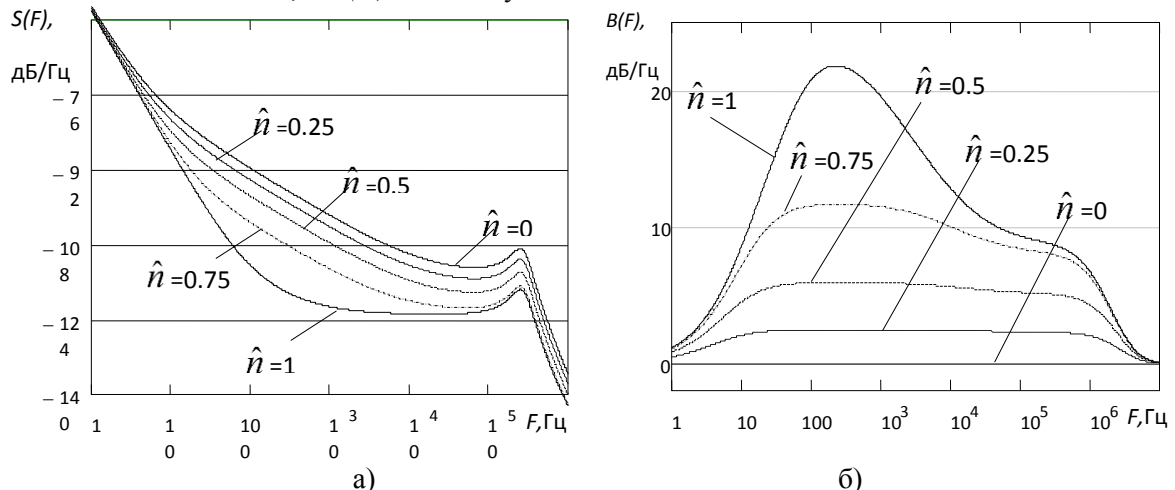 S(F),
дБ/Гц
− 7
6
− 9
2
− 10
8
− 12
4
− 14
0
n̂ =0.25
n̂ =0.5
n̂ =0
n̂ =0.75
n̂ =1
1 1 10 1 3 1 4 1 5 F,Гц
0 0 0 0 0
а)
B(F),
дБ/Гц
20
10
0
n̂ =1
n̂ =0.5
n̂ =0.75
n̂ =0.25
n̂ =0
1 10 100 10³ 10⁴ 10⁵ 10⁶ F,Гц
б)